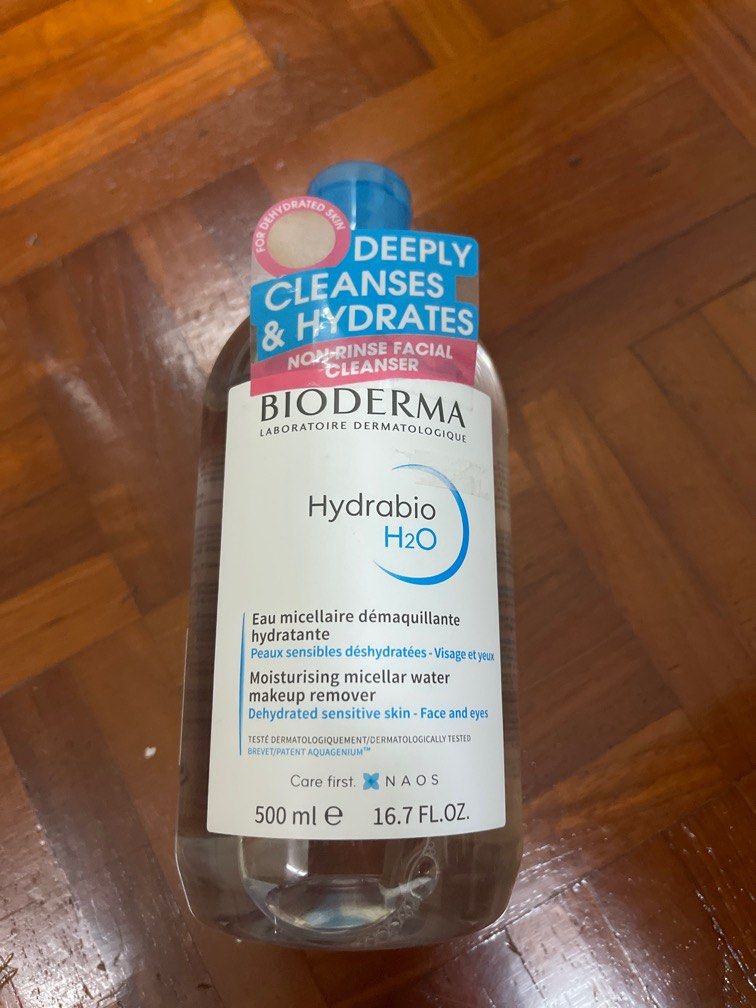 FOR DEHYDRATED SKIN
DEEPLY
CLEANSES
& HYDRATES
NON-RINSE FACIAL
CLEANSER
BIODERMA
LABORATOIRE DERMATOLOGIQUE
Hydrabio
H2O
Eau micellaire démaquillante
hydratante
Peaux sensibles déshydratées - Visage et yeux
Moisturising micellar water
makeup remover
Dehydrated sensitive skin - Face and eyes
TESTÉ DERMATOLOGIQUEMENT/DERMATOLOGICALLY TESTED
BREVET/PATENT AQUAGENIUM™
Care first. NAOS
500 ml ℮ 16.7 FL.OZ.